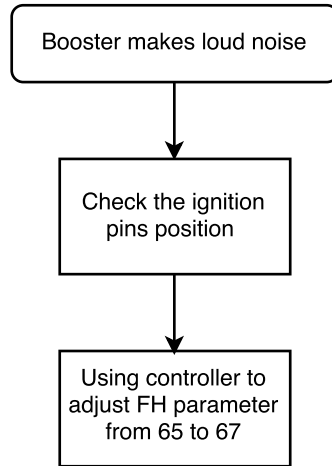 Booster makes loud noise
Check the ignition
pins position
Using controller to
adjust FH parameter
from 65 to 67